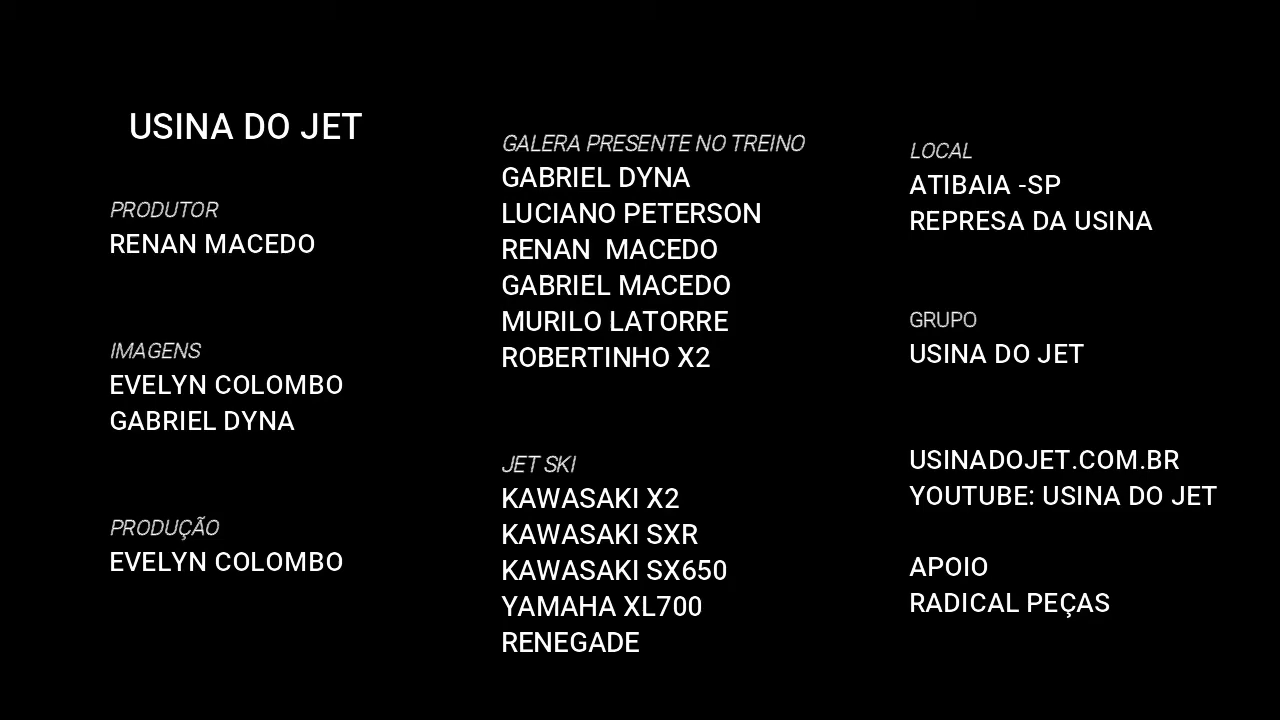 USINA DO JET
PRODUTOR
RENAN MACEDO
IMAGENS
EVELYN COLOMBO
GABRIEL DYNA
PRODUÇÃO
EVELYN COLOMBO
GALERA PRESENTE NO TREINO
GABRIEL DYNA
LUCIANO PETERSON
RENAN  MACEDO
GABRIEL MACEDO
MURILO LATORRE
ROBERTINHO X2
JET SKI
KAWASAKI X2
KAWASAKI SXR
KAWASAKI SX650
YAMAHA XL700
RENEGADE
LOCAL
ATIBAIA -SP
REPRESA DA USINA
GRUPO
USINA DO JET
USINADOJET.COM.BR
YOUTUBE: USINA DO JET
APOIO
RADICAL PEÇAS